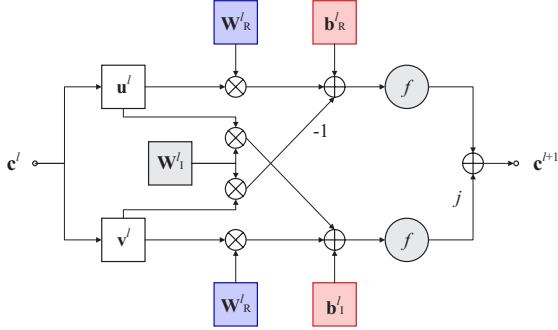 W^l_R b^l_R
u^l f
-1
c^l W^l_I c^{l+1}
j
v^l f
W^l_R b^l_I